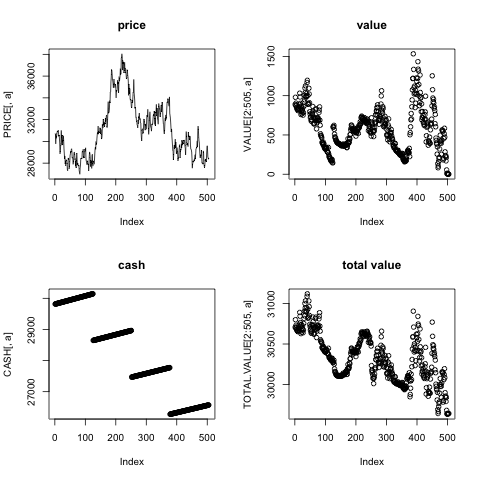 price
PRICE[, a]
28000 32000 36000
0 100 200 300 400 500
Index
value
VALUE[2:505, a]
0 500 1000 1500
0 100 200 300 400 500
Index
cash
CASH[, a]
27000 29000
0 100 200 300 400 500
Index
total value
TOTAL.VALUE[2:505, a]
30000 30500 31000
0 100 200 300 400 500
Index